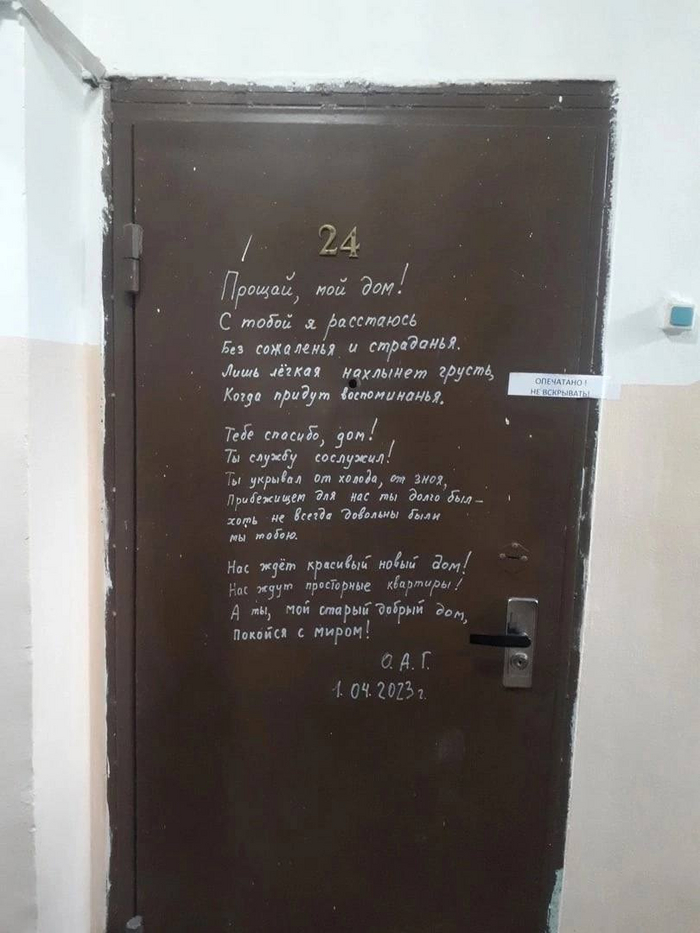 24
Прощай, мой дом!
С тобой я расстаюсь
Без сожаленья и страданья.
Лишь лёгкая нахлынет грусть,
Когда придут воспоминанья.
ОПЕЧАТАНО!
НЕ ВСКРЫВАТЬ!
Тебе спасибо, дом!
Ты службу сослужил!
Ты укрывал от холода, от зноя,
Прибежищем для нас ты долго был –
хоть не всегда довольны были
мы тобою.
Нас ждёт красивый новый дом!
Нас ждут просторные квартиры!
А ты, мой старый добрый дом,
Покойся с миром!
О. А. Г.
1.04.2023 г.